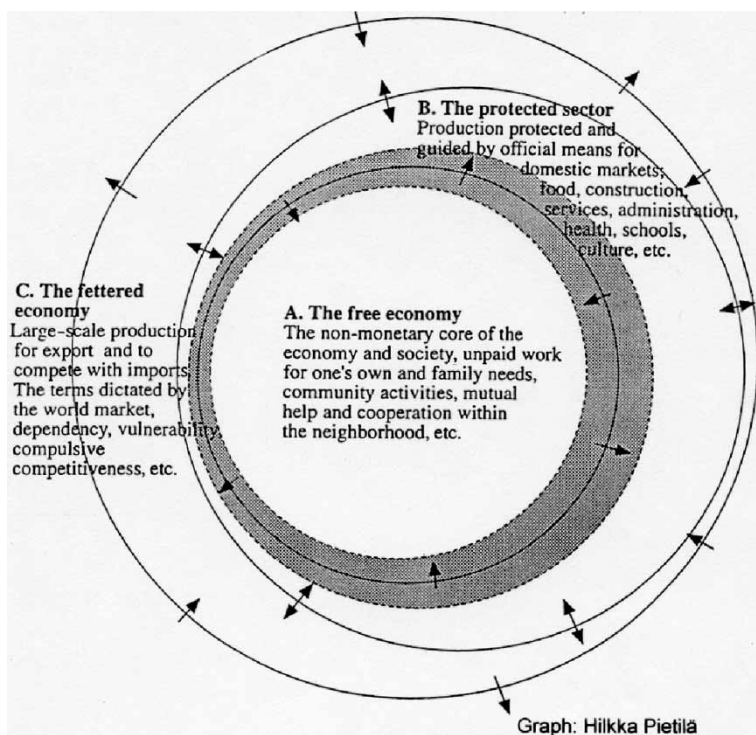 B. The protected sector
Production protected and
guided by official means for
domestic markets;
food, construction,
services, administration,
health, schools,
culture, etc.
C. The fettered
economy
Large-scale production
for export and to
compete with imports.
The terms dictated by
the world market,
dependency, vulnerability,
compulsive
competitiveness, etc.
A. The free economy
The non-monetary core of the
economy and society, unpaid work
for one's own and family needs,
community activities, mutual
help and cooperation within
the neighborhood, etc.
Graph: Hilkka Pietilä